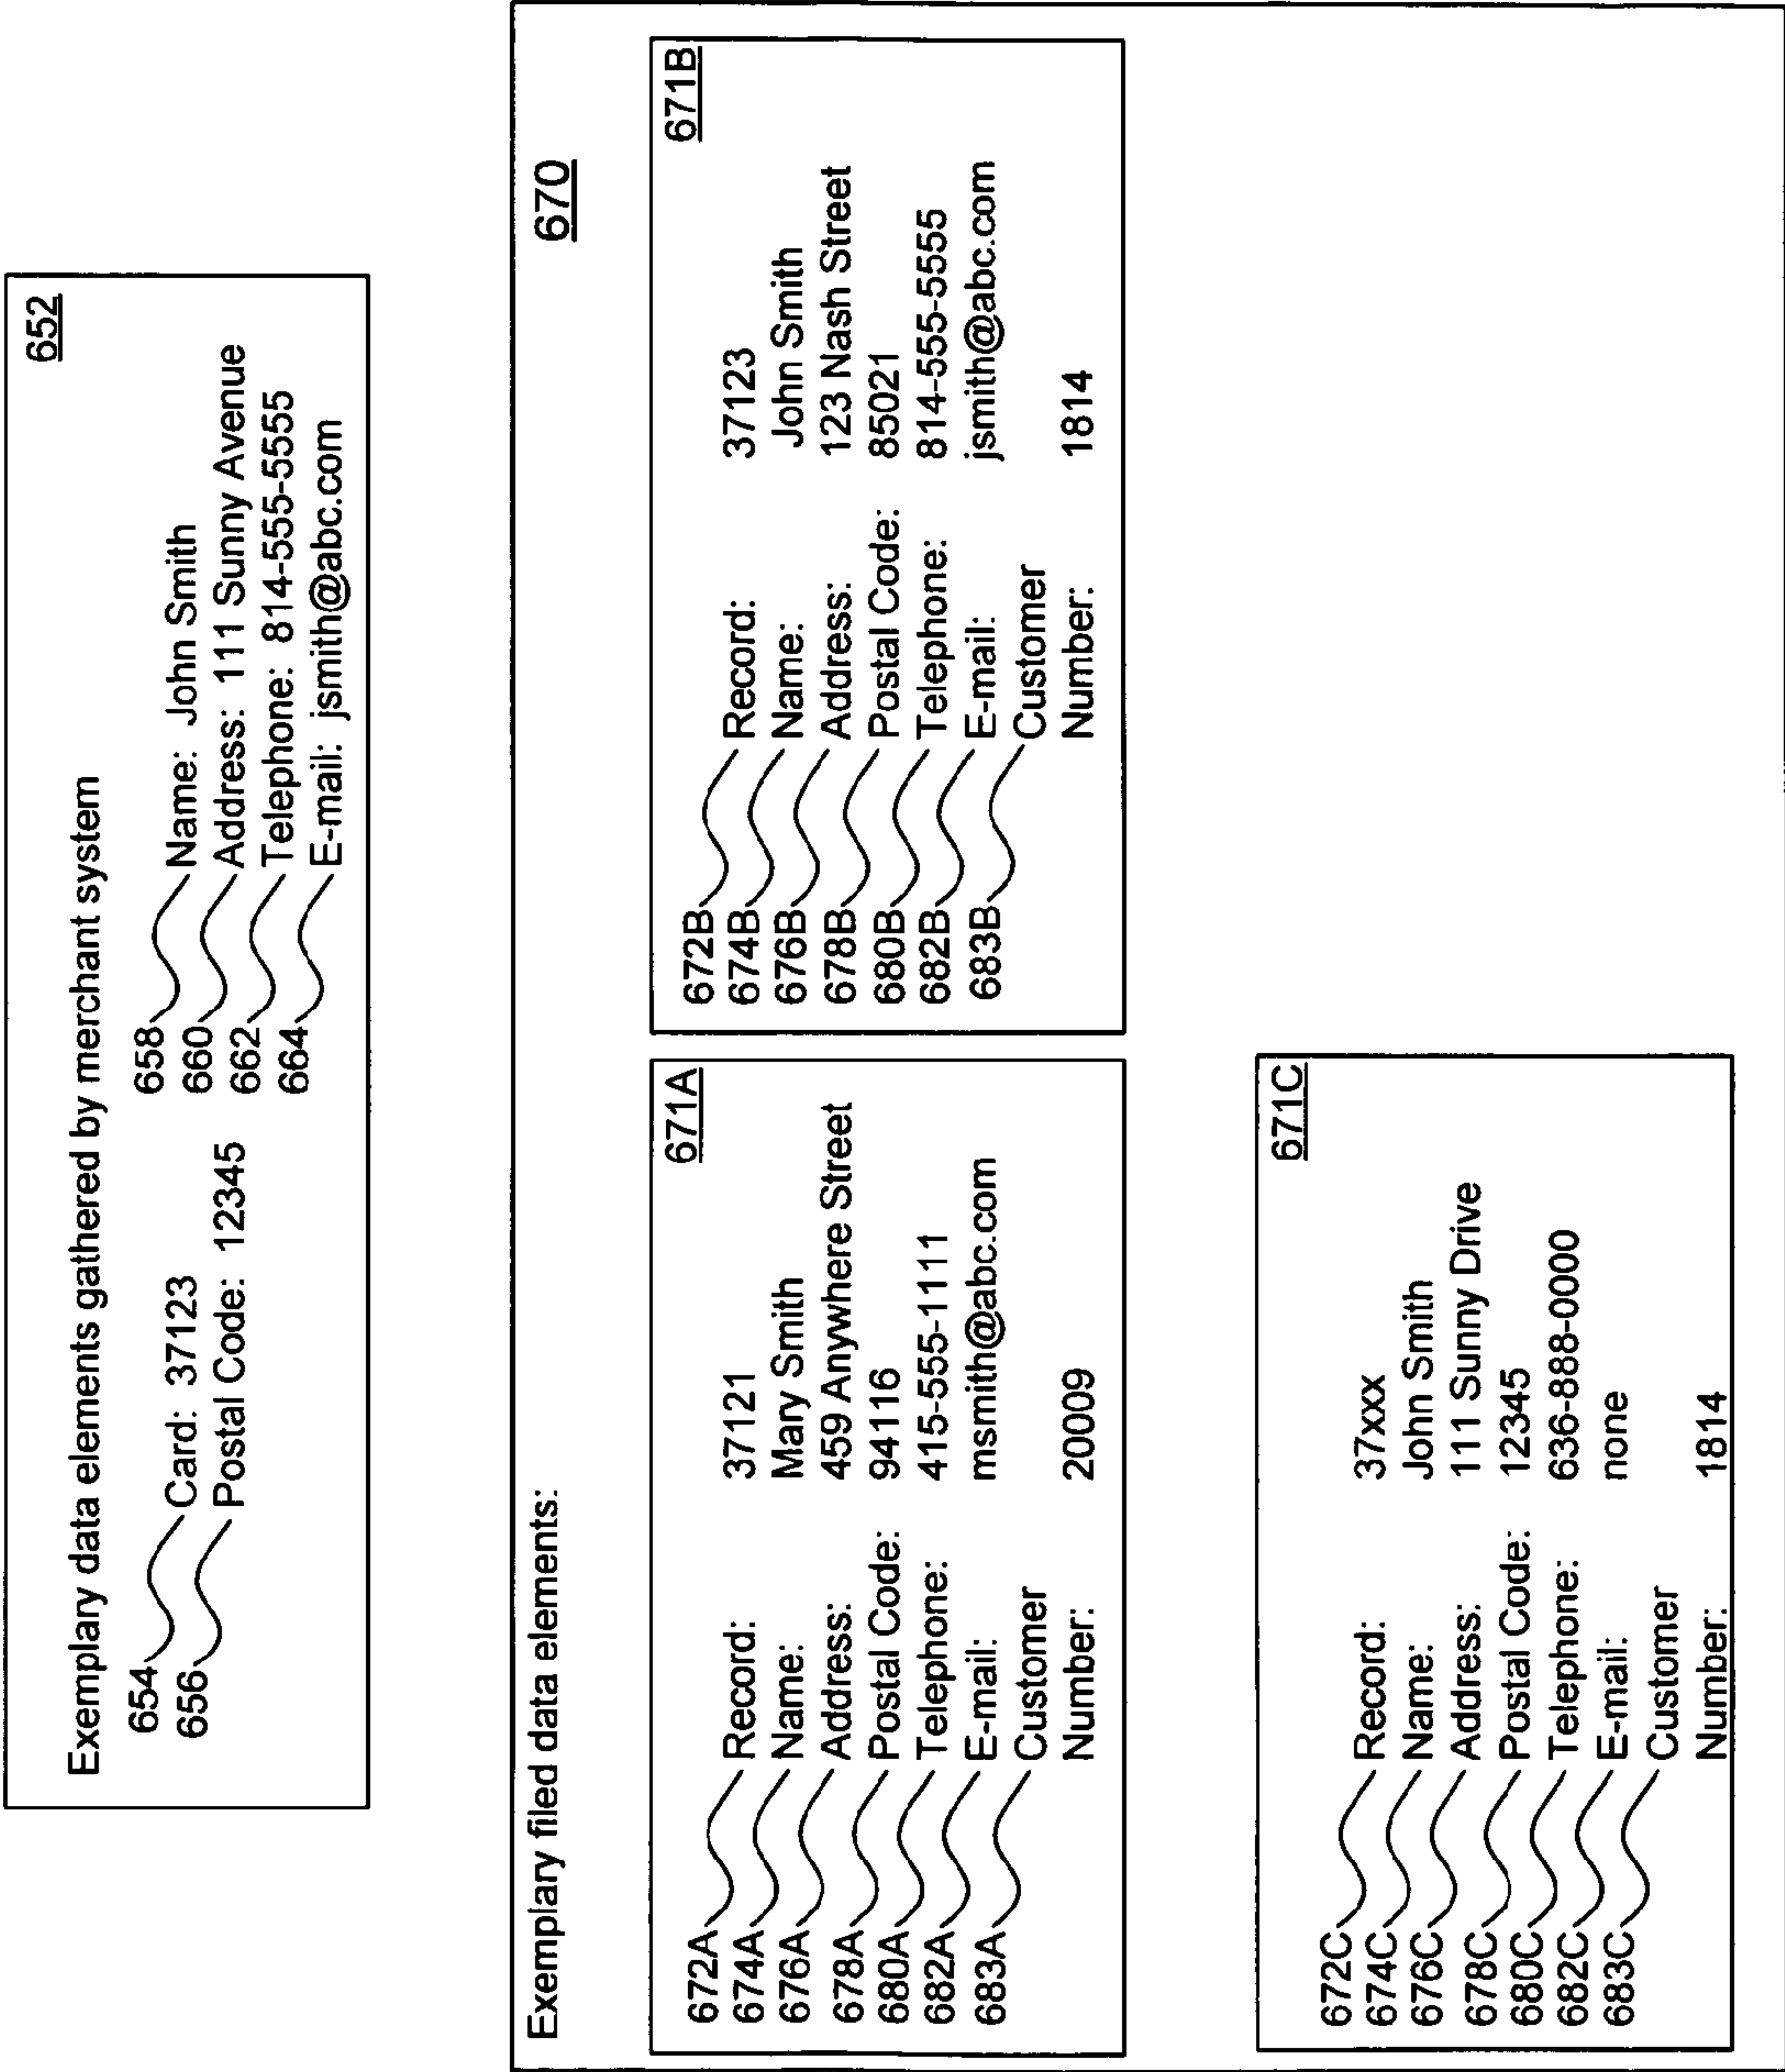 652
Exemplary data elements gathered by merchant system
654 Card: 37123
656 Postal Code: 12345
658 Name: John Smith
660 Address: 111 Sunny Avenue
662 Telephone: 814-555-5555
664 E-mail: jsmith@abc.com
670
Exemplary filed data elements:
671A
672A Record: 37121
674A Name: Mary Smith
676A Address: 459 Anywhere Street
678A Postal Code: 94116
680A Telephone: 415-555-1111
682A E-mail: msmith@abc.com
683A Customer
Number: 20009
671B
672B Record: 37123
674B Name: John Smith
676B Address: 123 Nash Street
678B Postal Code: 85021
680B Telephone: 814-555-5555
682B E-mail: jsmith@abc.com
683B Customer
Number: 1814
671C
672C Record: 37xxx
674C Name: John Smith
676C Address: 111 Sunny Drive
678C Postal Code: 12345
680C Telephone: 636-888-0000
682C E-mail: none
683C Customer
Number: 1814